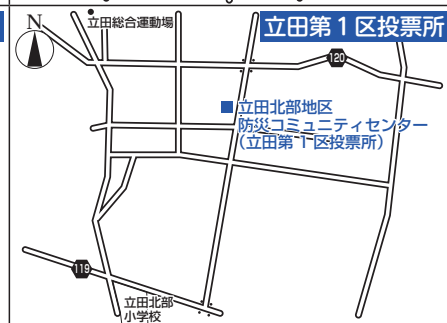 N
立田総合運動場
立田第1区投票所
120
立田北部地区
防災コミュニティセンター
(立田第1区投票所)
119
立田北部
小学校